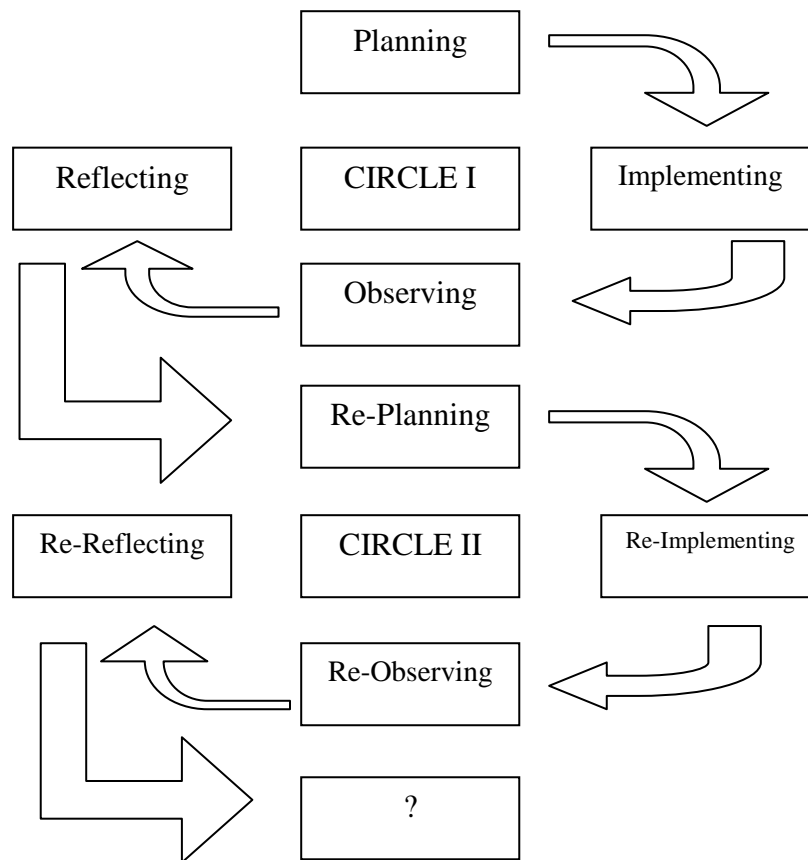 Planning
Reflecting
CIRCLE I
Implementing
Observing
Re-Planning
Re-Reflecting
CIRCLE II
Re-Implementing
Re-Observing
?